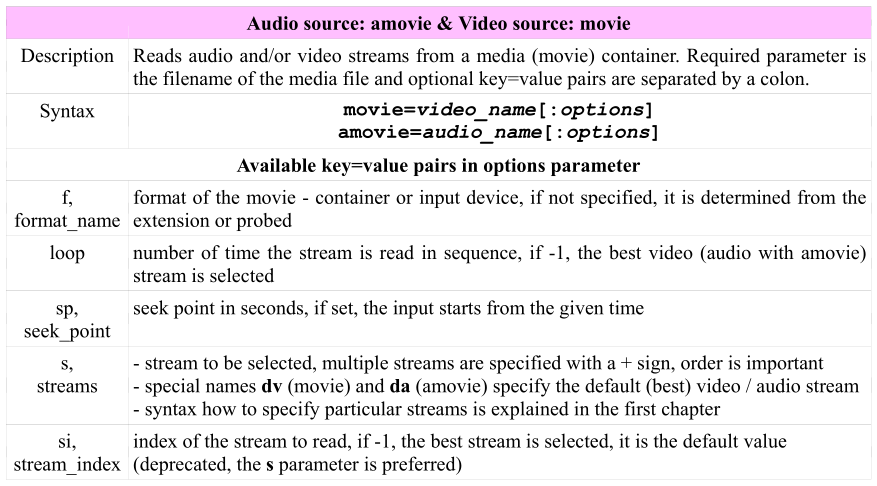 Audio source: amovie & Video source: movie
Description
Reads audio and/or video streams from a media (movie) container. Required parameter is
the filename of the media file and optional key=value pairs are separated by a colon.
Syntax
movie=video_name[:options]
amovie=audio_name[:options]
Available key=value pairs in options parameter
f,
format_name
format of the movie - container or input device, if not specified, it is determined from the
extension or probed
loop
number of time the stream is read in sequence, if -1, the best video (audio with amovie)
stream is selected
sp,
seek_point
seek point in seconds, if set, the input starts from the given time
s,
streams
- stream to be selected, multiple streams are specified with a + sign, order is important
- special names dv (movie) and da (amovie) specify the default (best) video / audio stream
- syntax how to specify particular streams is explained in the first chapter
si,
stream_index
index of the stream to read, if -1, the best stream is selected, it is the default value
(deprecated, the s parameter is preferred)